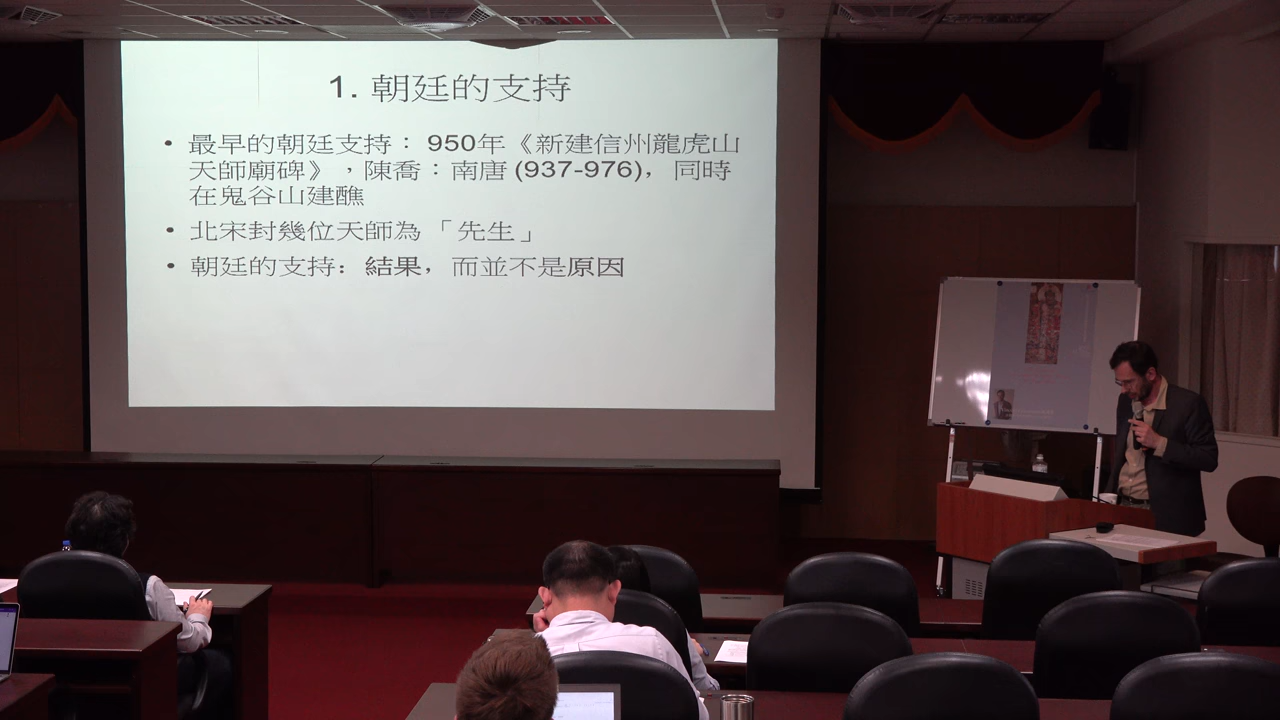 1. 朝廷的支持
• 最早的朝廷支持： 950年《新建信州龍虎山
天師廟碑》，陳喬：南唐 (937-976)，同時
在鬼谷山建醮
• 北宋封幾位天師為 「先生」
• 朝廷的支持：結果，而並不是原因